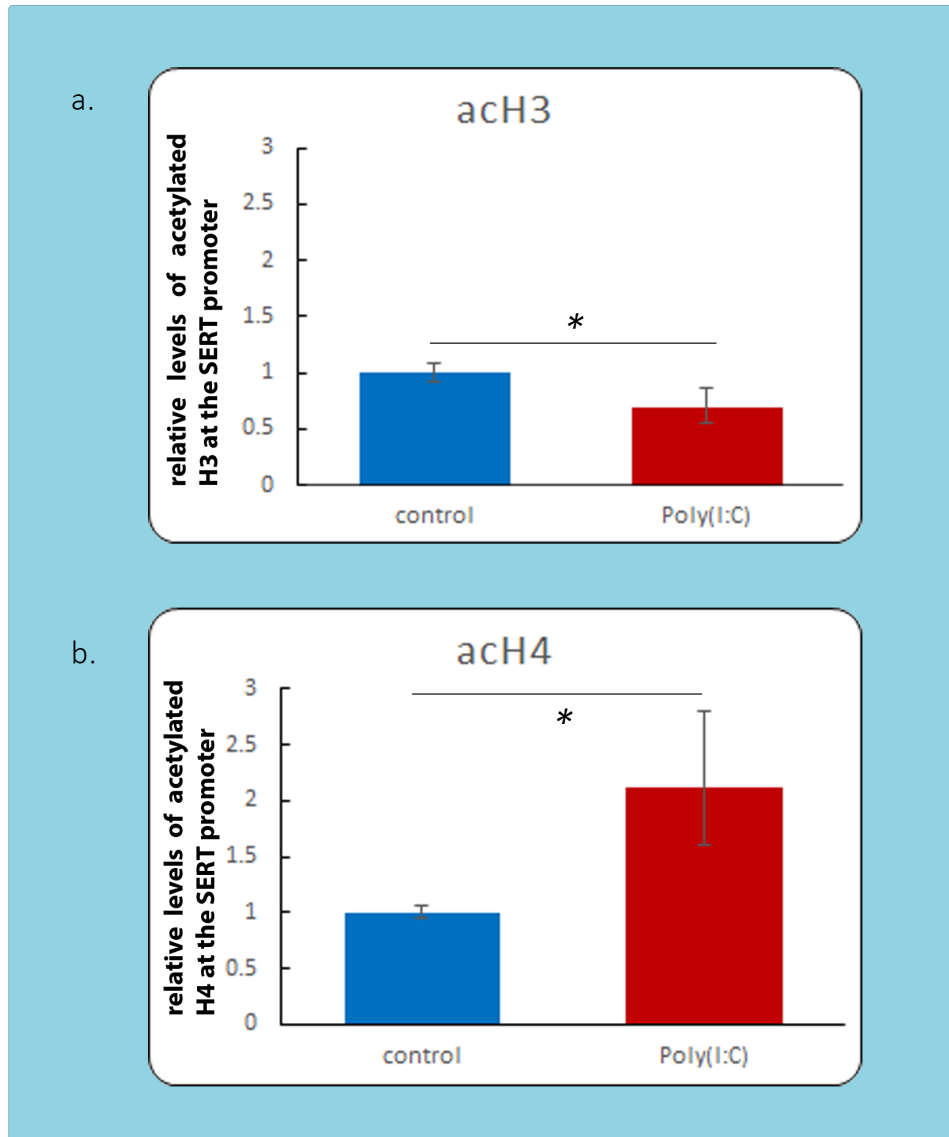 a.
acH3
relative levels of acetylated
H3 at the SERT promoter
3
2.5
2
1.5
1
0.5
0
*
control Poly(I:C)
b.
acH4
relative levels of acetylated
H4 at the SERT promoter
3
2.5
2
1.5
1
0.5
0
*
control Poly(I:C)